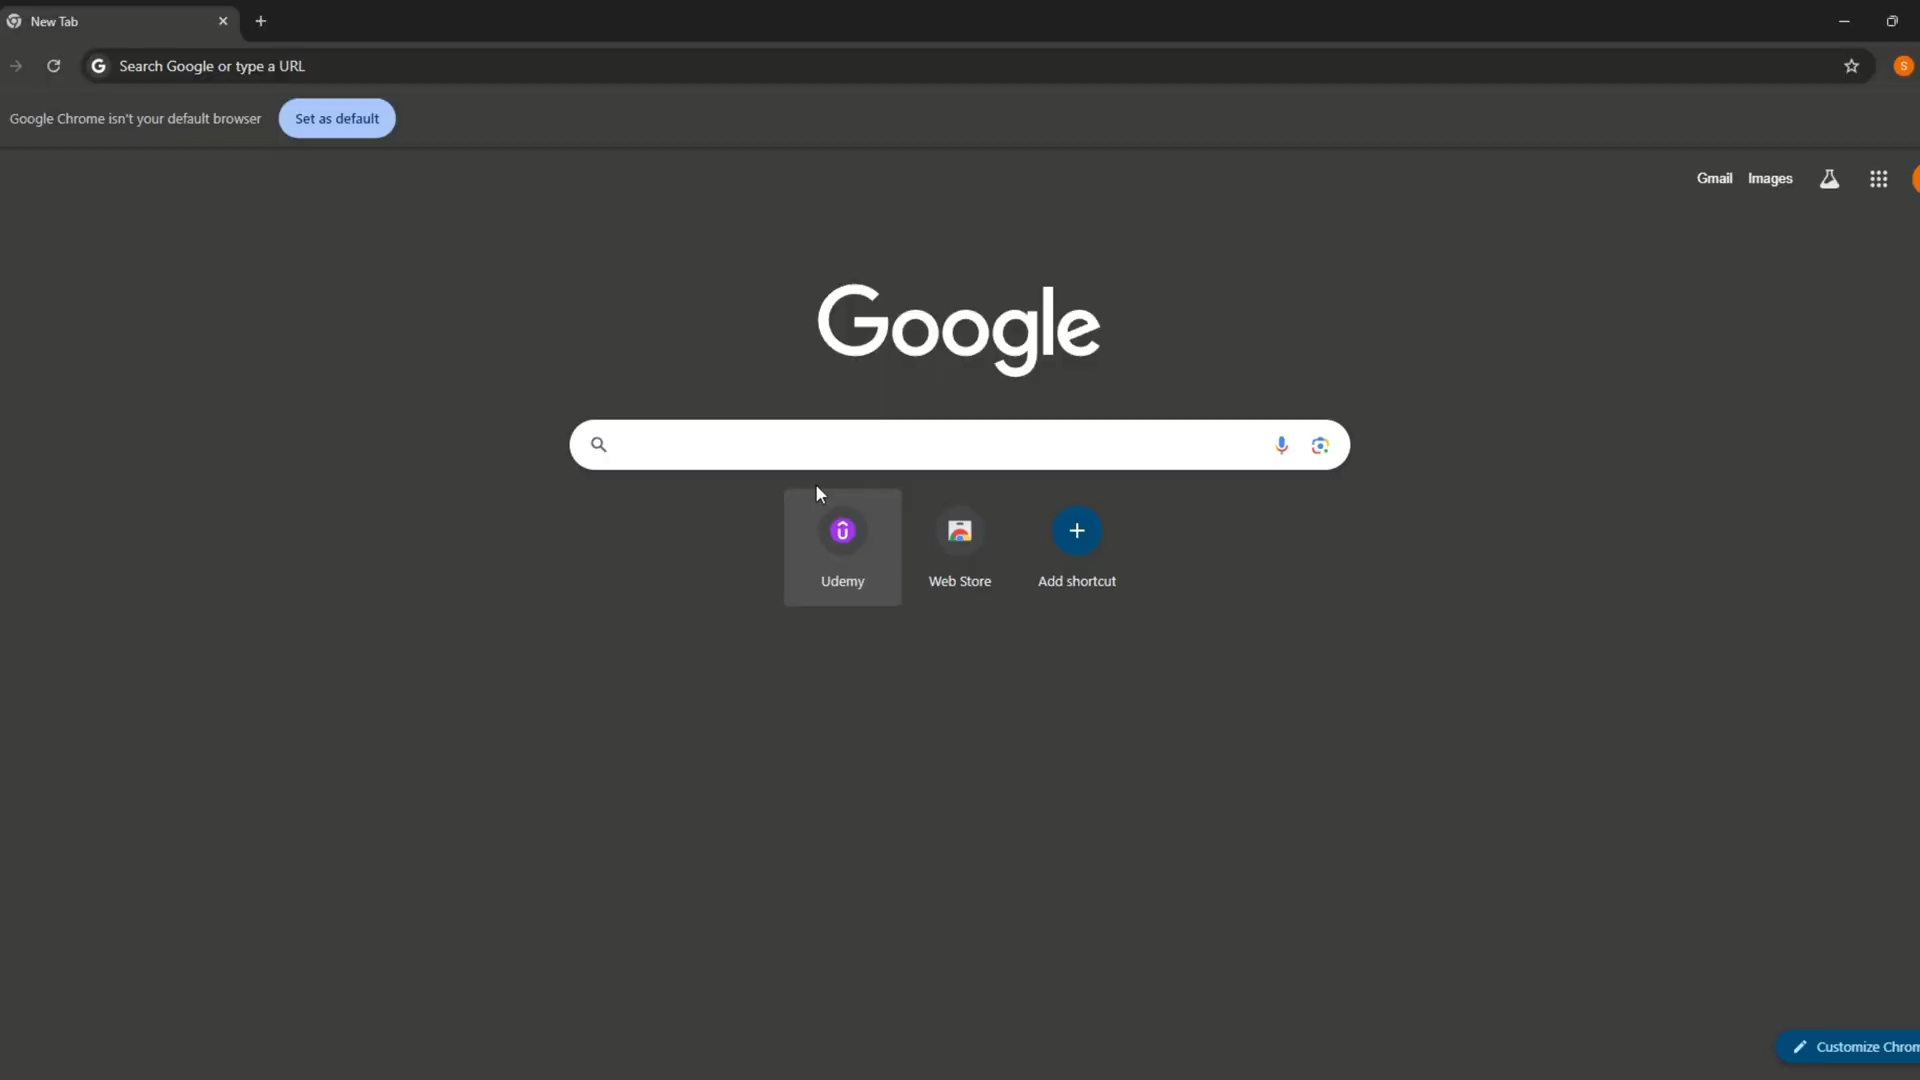 New Tab
Search Google or type a URL
Google Chrome isn't your default browser Set as default
Gmail Images
Google
Udemy Web Store Add shortcut
Customize Chrom